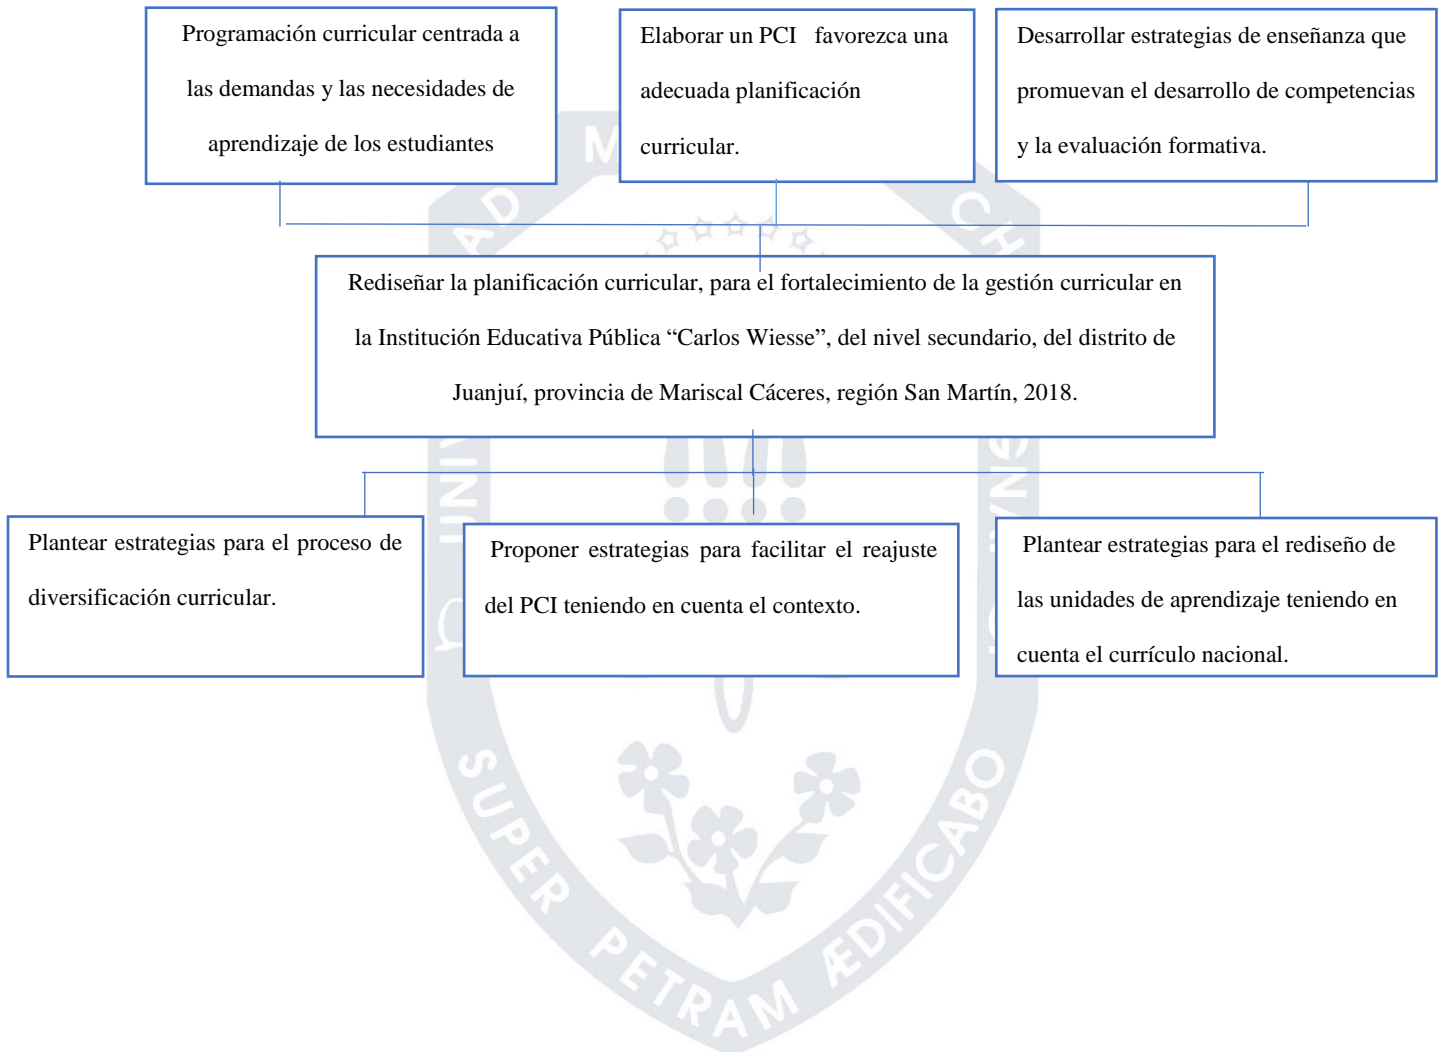 Programación curricular centrada a
las demandas y las necesidades de
aprendizaje de los estudiantes
Elaborar un PCI favorezca una
adecuada planificación
curricular.
Desarrollar estrategias de enseñanza que
promuevan el desarrollo de competencias
y la evaluación formativa.
Rediseñar la planificación curricular, para el fortalecimiento de la gestión curricular en
la Institución Educativa Pública “Carlos Wiesse”, del nivel secundario, del distrito de
Juanjuí, provincia de Mariscal Cáceres, región San Martín, 2018.
Plantear estrategias para el proceso de
diversificación curricular.
Proponer estrategias para facilitar el reajuste
del PCI teniendo en cuenta el contexto.
Plantear estrategias para el rediseño de
las unidades de aprendizaje teniendo en
cuenta el currículo nacional.
SUPER PETRAM ÆDIFICABO